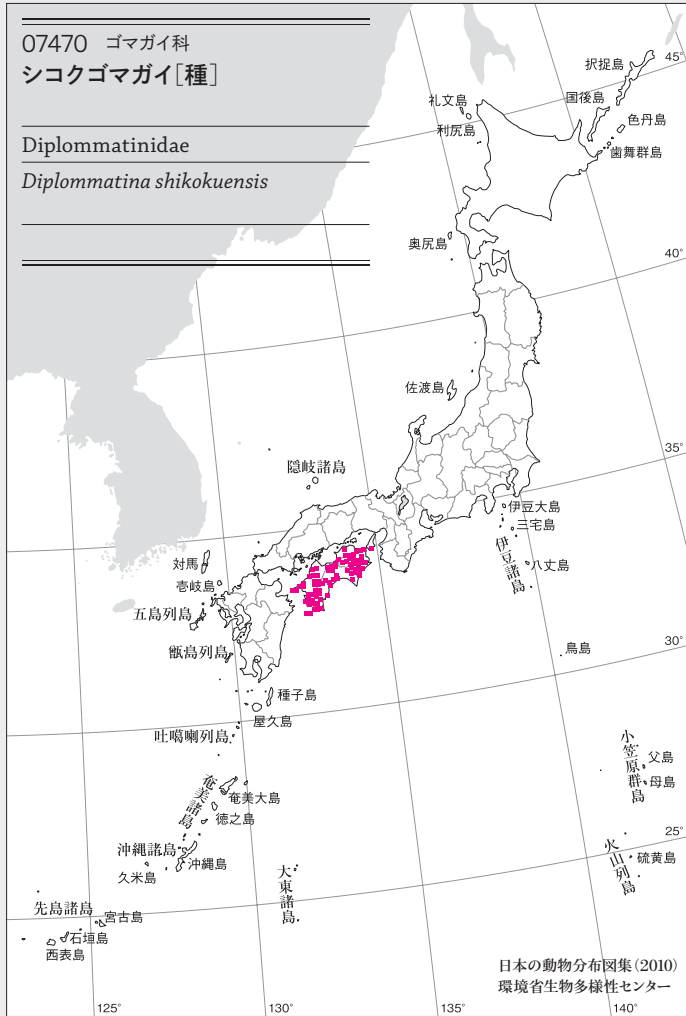 07470 ゴマガイ科
シコクゴマガイ[種]
Diplommatinidae
Diplommatina shikokuensis
45°
択捉島
国後島
礼文島
色丹島
利尻島
歯舞群島
奥尻島
40°
佐渡島
35°
隠岐諸島
伊豆大島
三宅島
伊豆諸島
八丈島
対馬
壱岐島
五島列島
甑島列島
30°
鳥島
種子島
屋久島
吐噶喇列島
小笠原群島
父島
母島
奄美諸島
奄美大島
徳之島
25°
沖縄諸島
沖縄島
久米島
火山列島
硫黄島
大東諸島
先島諸島
宮古島
石垣島
西表島
日本の動物分布図集(2010)
環境省生物多様性センター
125°
130°
135°
140°